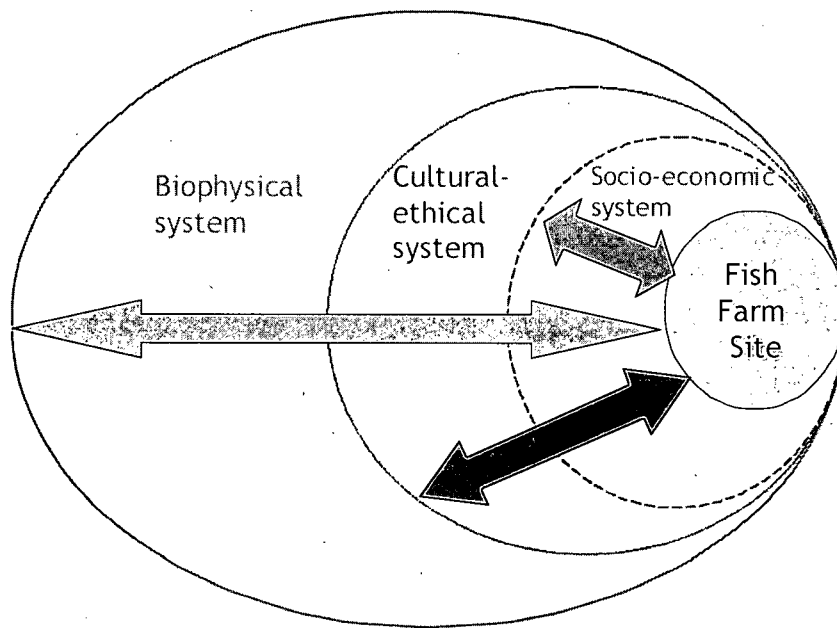 Biophysical
system
Cultural-
ethical
system
Socio-economic
system
Fish
Farm
Site